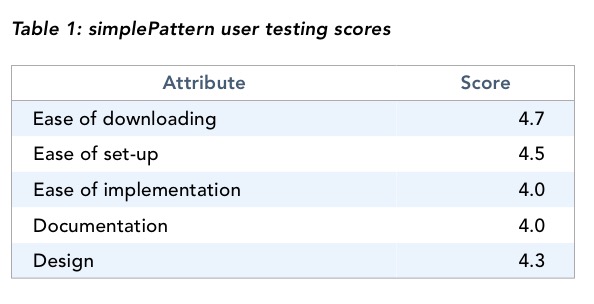 Table 1: simplePattern user testing scores
Attribute Score
Ease of downloading 4.7
Ease of set-up 4.5
Ease of implementation 4.0
Documentation 4.0
Design 4.3